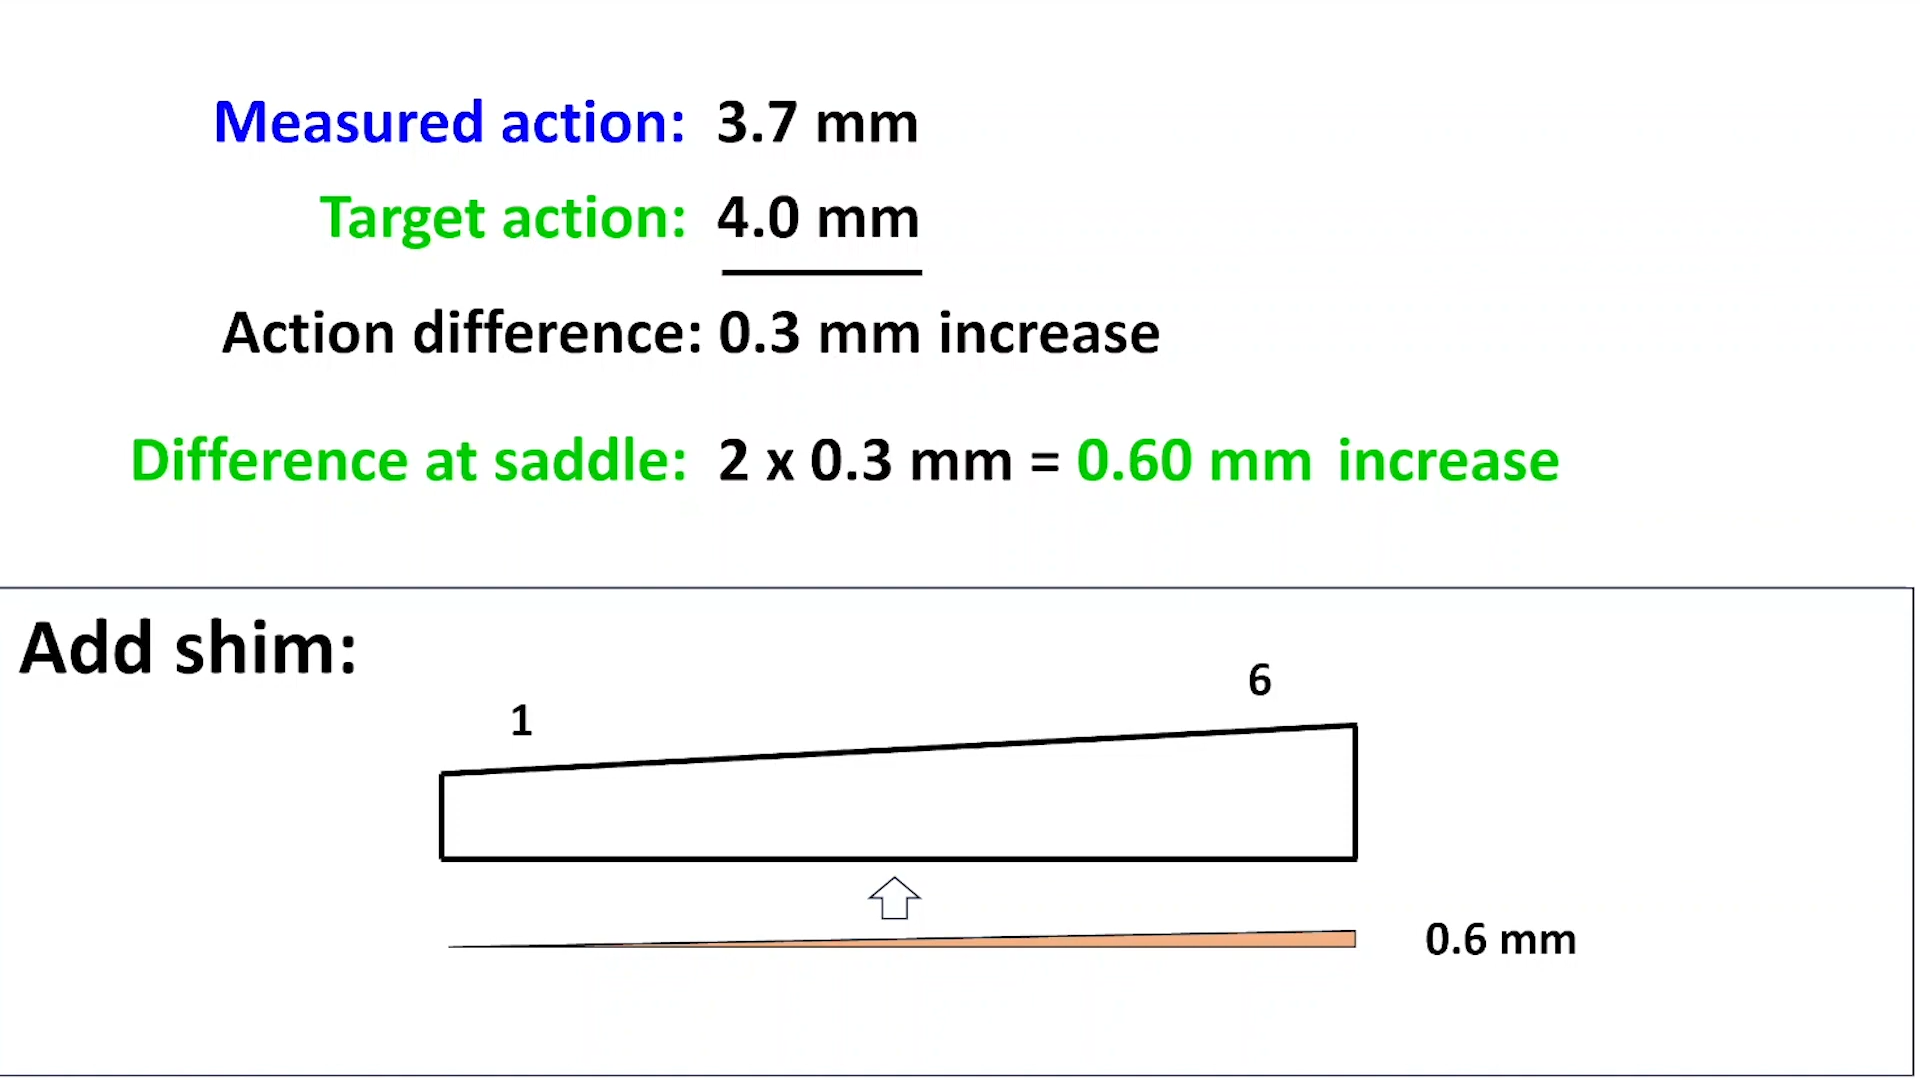 Measured action: 3.7 mm
Target action: 4.0 mm
Action difference: 0.3 mm increase
Difference at saddle: 2 x 0.3 mm = 0.60 mm increase
Add shim:
6
1
0.6 mm